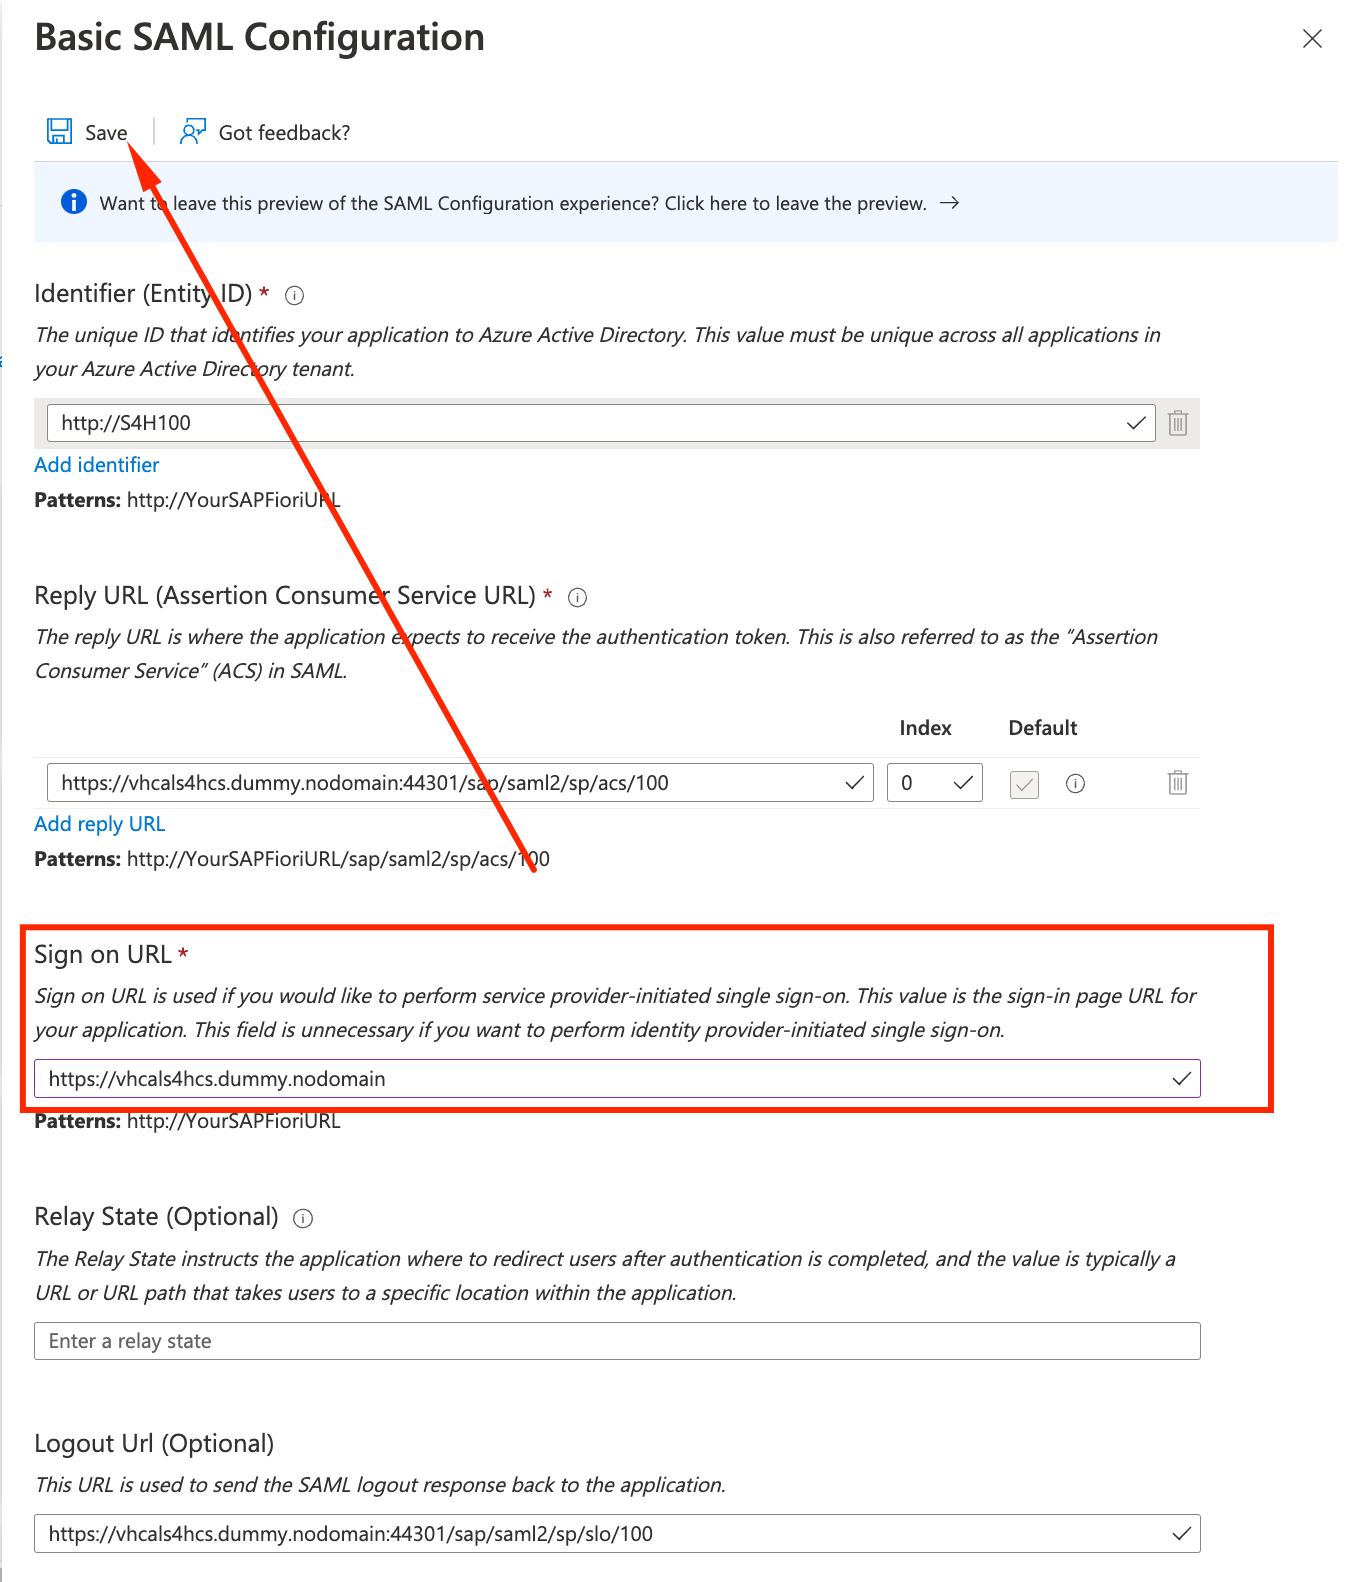 Basic SAML Configuration
Save
Got feedback?
Want to leave this preview of the SAML Configuration experience? Click here to leave the preview. →
Identifier (Entity ID) *
The unique ID that identifies your application to Azure Active Directory. This value must be unique across all applications in
your Azure Active Directory tenant.
http://S4H100
Add identifier
Patterns: http://YourSAPFioriURL
Reply URL (Assertion Consumer Service URL) *
The reply URL is where the application expects to receive the authentication token. This is also referred to as the “Assertion
Consumer Service” (ACS) in SAML.
Index Default
https://vhcals4hcs.dummy.nodomain:44301/sap/saml2/sp/acs/100 0
Add reply URL
Patterns: http://YourSAPFioriURL/sap/saml2/sp/acs/100
Sign on URL *
Sign on URL is used if you would like to perform service provider-initiated single sign-on. This value is the sign-in page URL for
your application. This field is unnecessary if you want to perform identity provider-initiated single sign-on.
https://vhcals4hcs.dummy.nodomain
Patterns: http://YourSAPFioriURL
Relay State (Optional)
The Relay State instructs the application where to redirect users after authentication is completed, and the value is typically a
URL or URL path that takes users to a specific location within the application.
Enter a relay state
Logout Url (Optional)
This URL is used to send the SAML logout response back to the application.
https://vhcals4hcs.dummy.nodomain:44301/sap/saml2/sp/slo/100